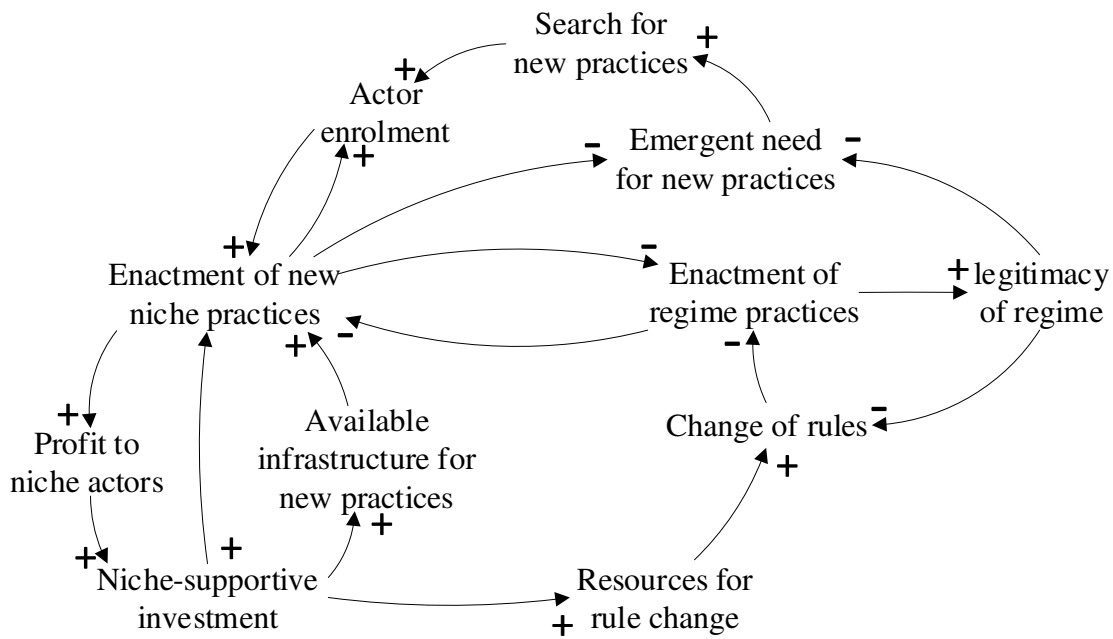 Search for
new practices
+
+
Actor
enrolment
+
Emergent need
for new practices
-
-
+
Enactment of new
niche practices
-
Enactment of
regime practices
+
legitimacy
of regime
+
-
-
+
Profit to
niche actors
Available
infrastructure for
new practices
+
Change of rules
-
+
+
Niche-supportive
investment
+
Resources for
rule change
+